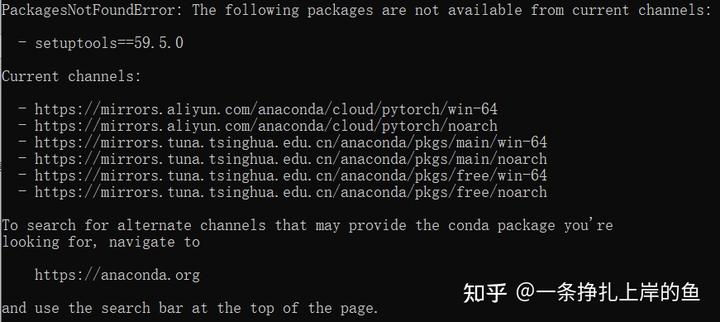 PackagesNotFoundError: The following packages are not available from current channels:
- setuptools==59.5.0
Current channels:
- https://mirrors.aliyun.com/anaconda/cloud/pytorch/win-64
- https://mirrors.aliyun.com/anaconda/cloud/pytorch/noarch
- https://mirrors.tuna.tsinghua.edu.cn/anaconda/pkgs/main/win-64
- https://mirrors.tuna.tsinghua.edu.cn/anaconda/pkgs/main/noarch
- https://mirrors.tuna.tsinghua.edu.cn/anaconda/pkgs/free/win-64
- https://mirrors.tuna.tsinghua.edu.cn/anaconda/pkgs/free/noarch
To search for alternate channels that may provide the conda package you're
looking for, navigate to
https://anaconda.org
and use the search bar at the top of the page.
知乎 @一条挣扎上岸的鱼